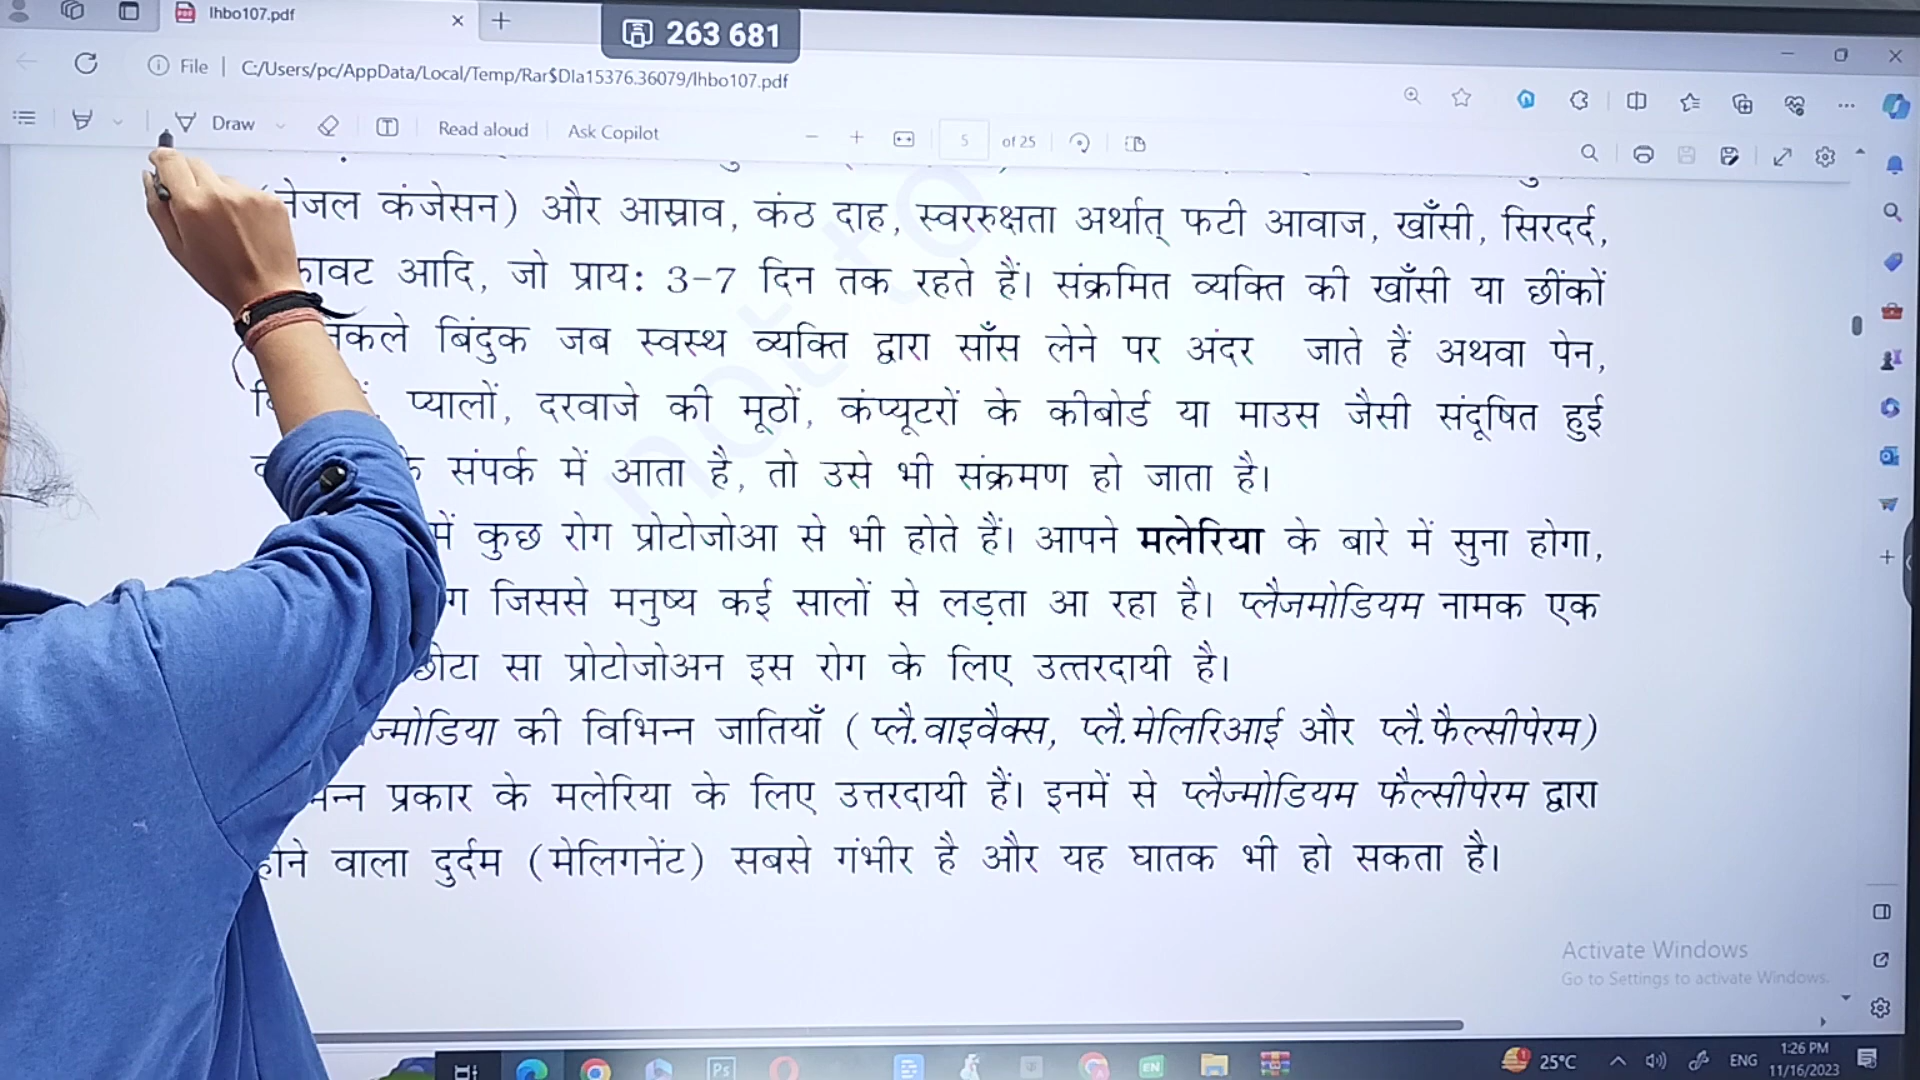 lhbo107.pdf
263 681
File | C:/Users/pc/AppData/Local/Temp/Rar$DIa15376.36079/lhbo107.pdf
Draw Read aloud Ask Copilot 5 of 25
नेजल कंजेसन) और आस्राव, कंठ दाह, स्वररुक्षता अर्थात् फटी आवाज, खाँसी, सिरदर्द,
आदि, जो प्राय: 3-7 दिन तक रहते हैं। संक्रमित व्यक्ति की खाँसी या छींकों
बिंदुक जब स्वस्थ व्यक्ति द्वारा साँस लेने पर अंदर जाते हैं अथवा पेन,
प्यालों, दरवाजे की मूठों, कंप्यूटरों के कीबोर्ड या माउस जैसी संदूषित हुई
के संपर्क में आता है, तो उसे भी संक्रमण हो जाता है।
में कुछ रोग प्रोटोजोआ से भी होते हैं। आपने मलेरिया के बारे में सुना होगा,
जिससे मनुष्य कई सालों से लड़ता आ रहा है। प्लैजमोडियम नामक एक
छोटा सा प्रोटोजोअन इस रोग के लिए उत्तरदायी है।
ज्मोडिया की विभिन्न जातियाँ (प्लै.वाइवैक्स, प्लै.मेलिरिआई और प्लै.फैल्सीपेरम)
प्रकार के मलेरिया के लिए उत्तरदायी हैं। इनमें से प्लैज्मोडियम फैल्सीपेरम द्वारा
होने वाला दुर्दम (मेलिगनेंट) सबसे गंभीर है और यह घातक भी हो सकता है।
not to
Activate Windows
Go to Settings to activate Windows.
25°C ENG 1:26 PM
11/16/2023